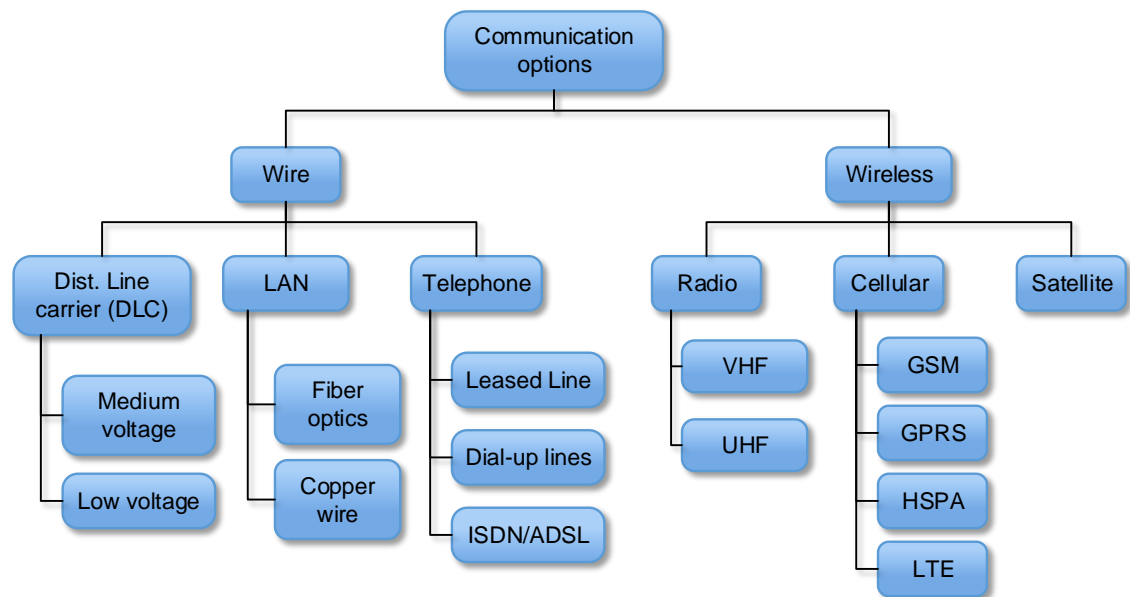 Communication
options
Wire
Wireless
Dist. Line
carrier (DLC)
LAN
Telephone
Radio
Cellular
Satellite
Medium
voltage
Low voltage
Fiber
optics
Copper
wire
Leased Line
Dial-up lines
ISDN/ADSL
VHF
UHF
GSM
GPRS
HSPA
LTE